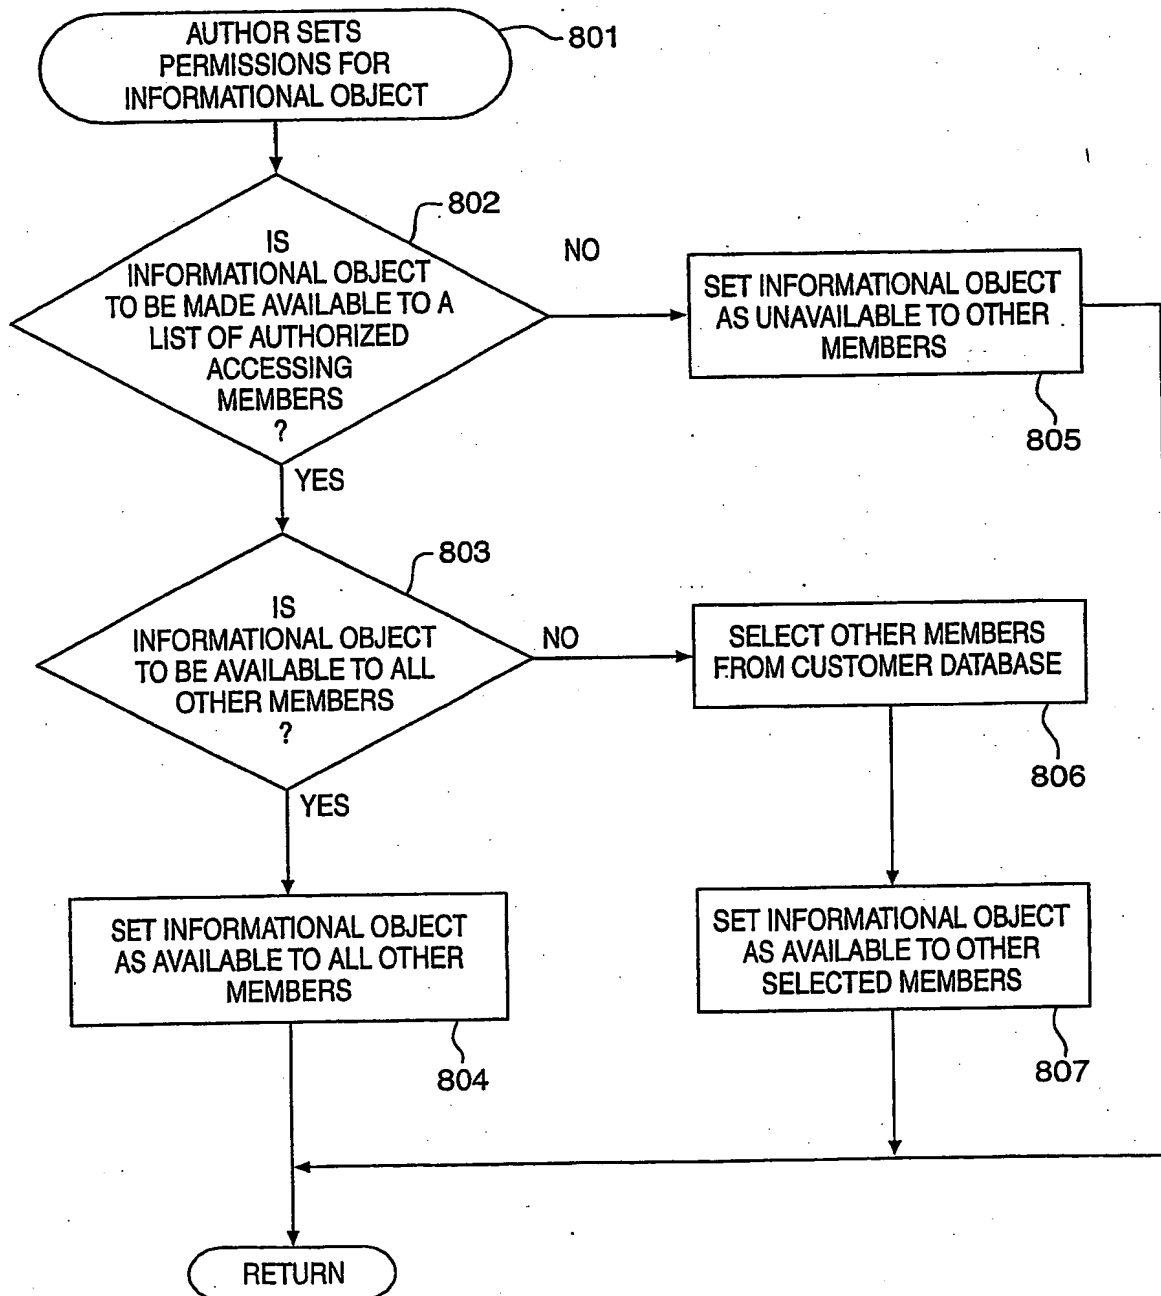 AUTHOR SETS
PERMISSIONS FOR
INFORMATIONAL OBJECT
801
802
IS
INFORMATIONAL OBJECT
TO BE MADE AVAILABLE TO A
LIST OF AUTHORIZED
ACCESSING
MEMBERS
?
NO
SET INFORMATIONAL OBJECT
AS UNAVAILABLE TO OTHER
MEMBERS
805
YES
803
IS
INFORMATIONAL OBJECT
TO BE AVAILABLE TO ALL
OTHER MEMBERS
?
NO
SELECT OTHER MEMBERS
FROM CUSTOMER DATABASE
806
YES
SET INFORMATIONAL OBJECT
AS AVAILABLE TO ALL OTHER
MEMBERS
804
SET INFORMATIONAL OBJECT
AS AVAILABLE TO OTHER
SELECTED MEMBERS
807
RETURN